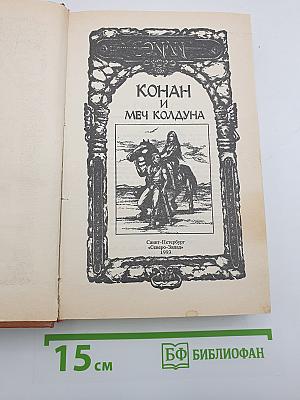 КОНАН
И
МЕЧ КОЛДУНА
Санкт-Петербург
«Северо-Запад»
1993
15 см
БФ БИБЛИОФАН